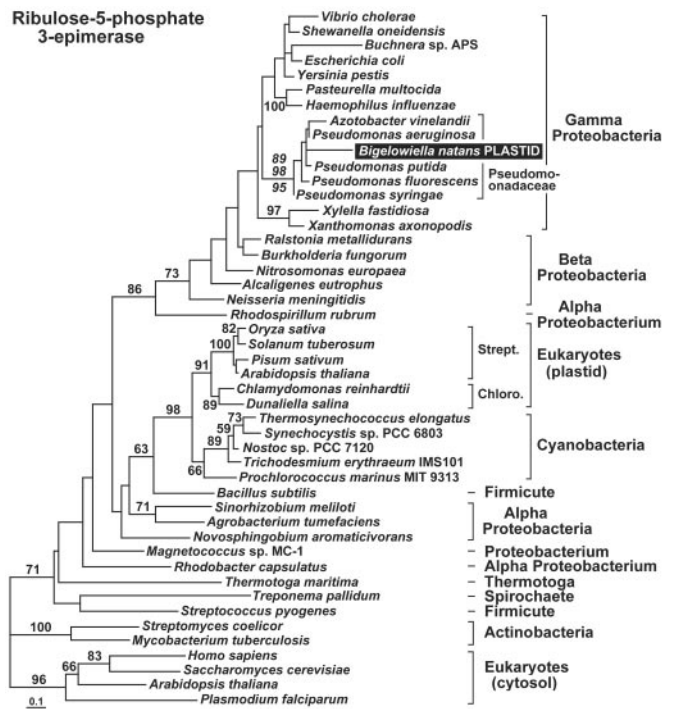 Ribulose-5-phosphate
3-epimerase
Vibrio cholerae
Shewanella oneidensis
Buchnera sp. APS
Escherichia coli
Yersinia pestis
Pasteurella multocida
100 Haemophilus influenzae
Gamma
Proteobacteria
Azotobacter vinelandii
Pseudomonas aeruginosa
Bigelowiella natans PLASTID
89
98
95
Pseudomonas putida
Pseudomonas fluorescens
Pseudomonas syringae
Pseudomo-
onadaceae
97 Xylella fastidiosa
Xanthomonas axonopodis
Ralstonia metallidurans
Burkholderia fungorum
Nitrosomonas europaea
Alcaligenes eutrophus
Neisseria meningitidis
73
86
Beta
Proteobacteria
Rhodospirillum rubrum
Alpha
Proteobacterium
82 Oryza sativa
100 Solanum tuberosum
Pisum sativum
Arabidopsis thaliana
Strept.
Eukaryotes
(plastid)
91
Chlamydomonas reinhardtii
89 Dunaliella salina
Chloro.
98
73 Thermosynechococcus elongatus
59 Synechocystis sp. PCC 6803
89 Nostoc sp. PCC 7120
Trichodesmium erythraeum IMS101
66 Prochlorococcus marinus MIT 9313
Cyanobacteria
63
Bacillus subtilis
Firmicute
71 Sinorhizobium meliloti
Agrobacterium tumefaciens
Novosphingobium aromaticivorans
Alpha
Proteobacteria
Magnetococcus sp. MC-1
Proteobacterium
Rhodobacter capsulatus
Alpha Proteobacterium
71
Thermotoga maritima
Thermotoga
Treponema pallidum
Spirochaete
Streptococcus pyogenes
Firmicute
100 Streptomyces coelicor
Mycobacterium tuberculosis
Actinobacteria
83 Homo sapiens
66 Saccharomyces cerevisiae
96 Arabidopsis thaliana
Plasmodium falciparum
Eukaryotes
(cytosol)
0.1